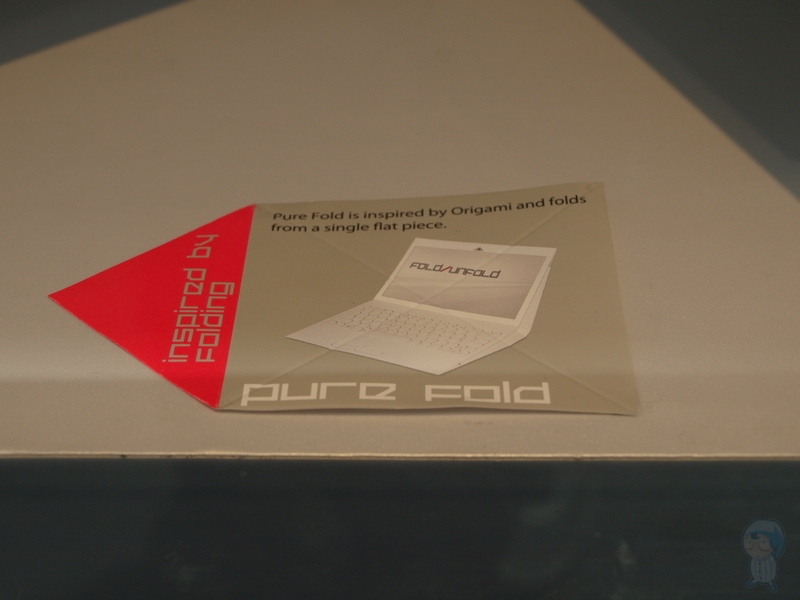 Pure Fold is inspired by Origami and folds
from a single flat piece.
FOLD/UNFOLD
inspired by
Folding
pure Fold